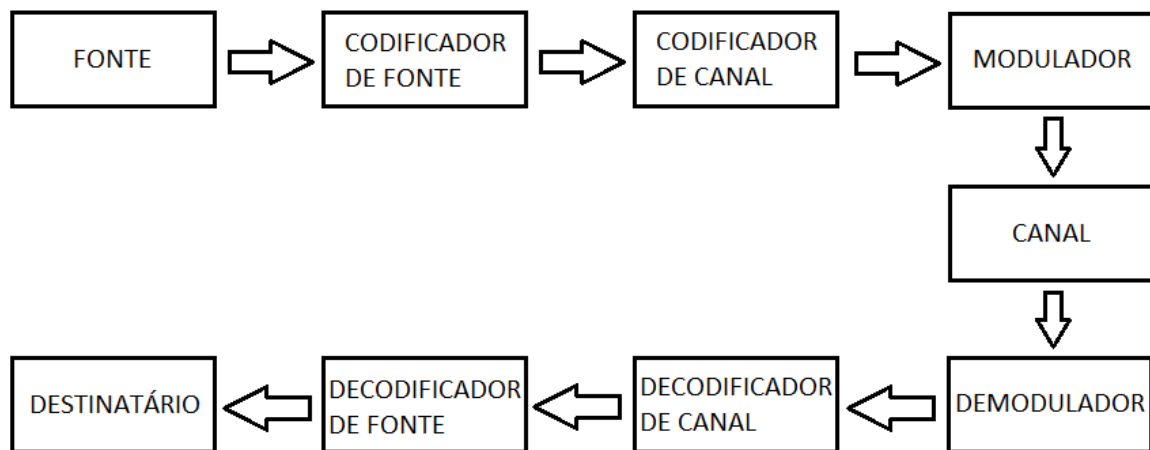 FONTE
CODIFICADOR
DE FONTE
CODIFICADOR
DE CANAL
MODULADOR
CANAL
DESTINATÁRIO
DECODIFICADOR
DE FONTE
DECODIFICADOR
DE CANAL
DEMODULADOR